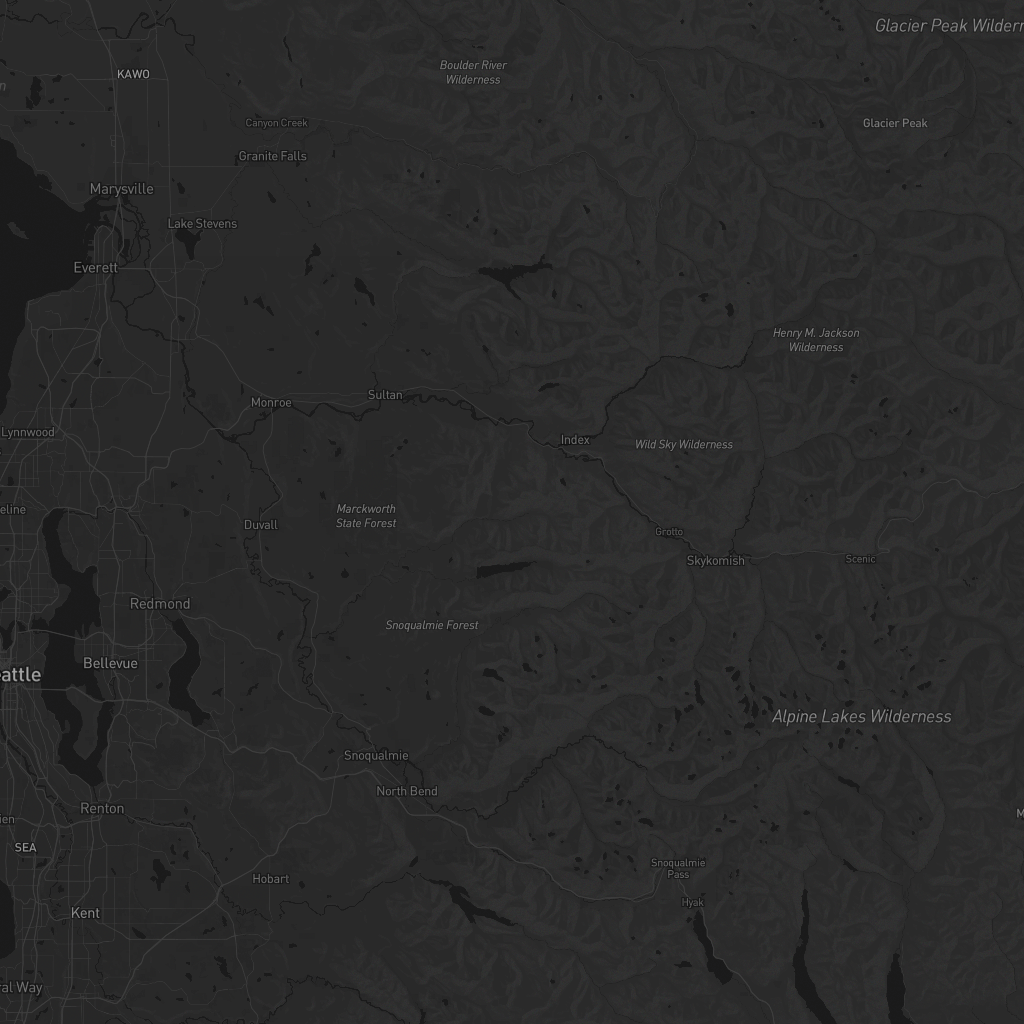 Glacier Peak Wildern
Boulder River
Wilderness
KAWO
n
Canyon Creek
Glacier Peak
Granite Falls
Marysville
Lake Stevens
Everett
Henry M. Jackson
Wilderness
Sultan
Monroe
Lynnwood
Index
Wild Sky Wilderness
eline
Marckworth
State Forest
Duvall
Grotto
Skykomish
Scenic
Redmond
Snoqualmie Forest
Bellevue
eattle
Alpine Lakes Wilderness
Snoqualmie
North Bend
Renton
M
ien
SEA
Snoqualmie
Pass
Hobart
Hyak
Kent
ral Way